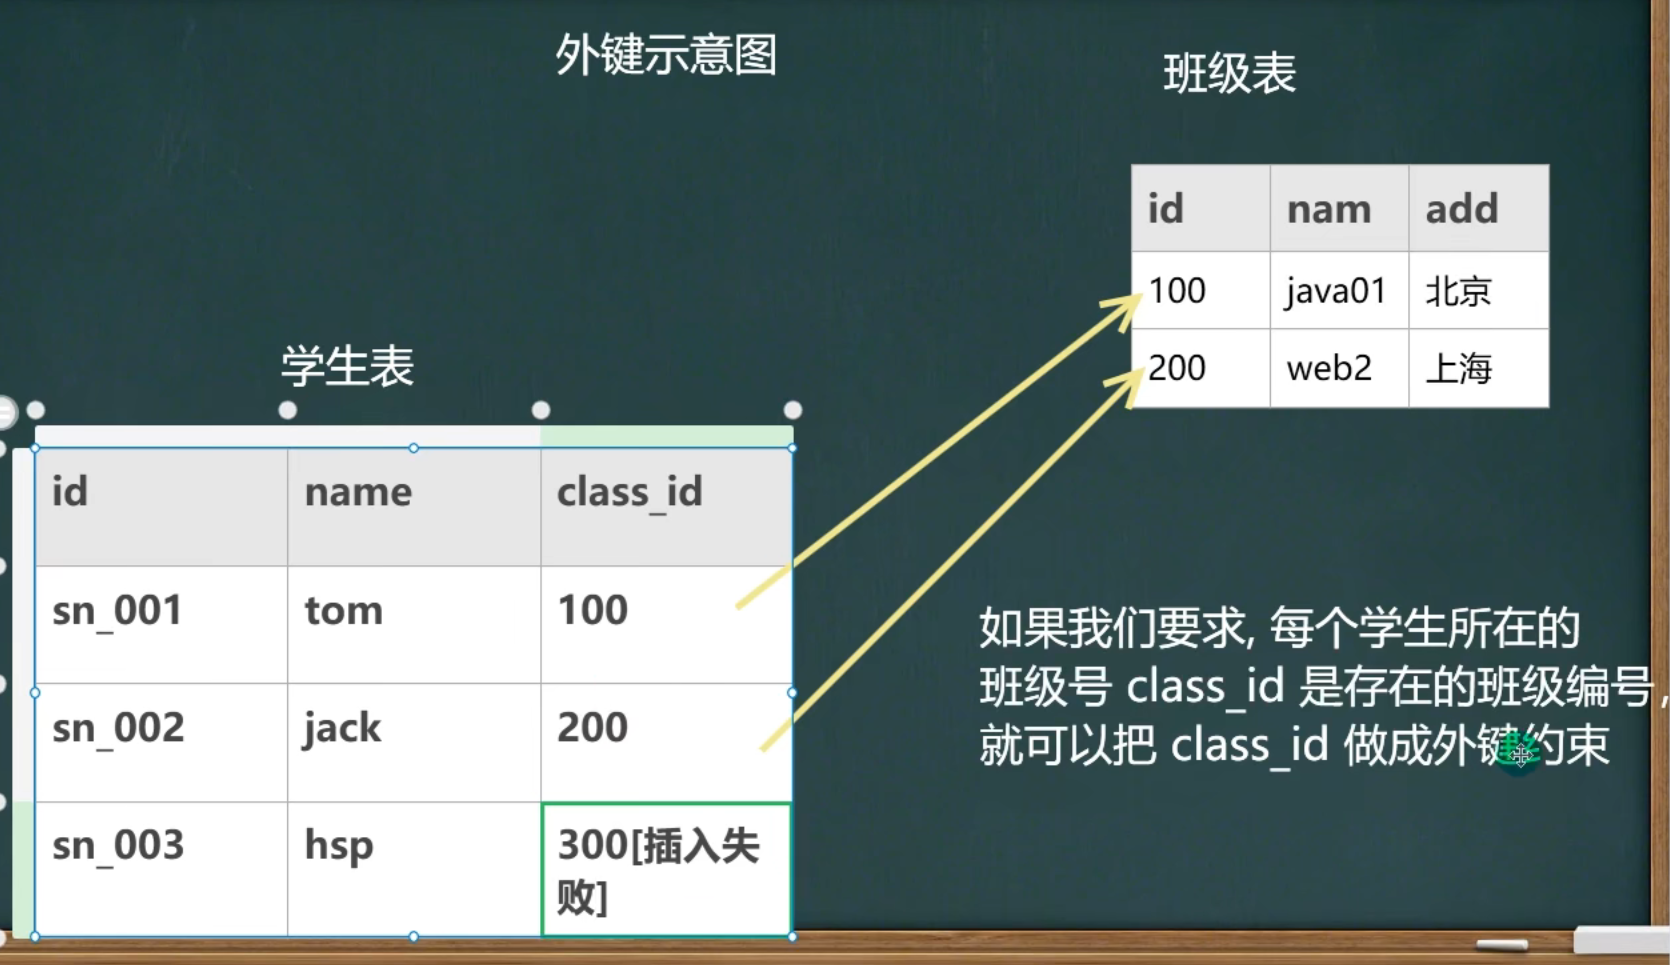 外键示意图
班级表
id nam add
100 java01 北京
200 web2 上海
学生表
id name class_id
sn_001 tom 100
sn_002 jack 200
sn_003 hsp 300[插入失
败]
如果我们要求, 每个学生所在的
班级号 class_id 是存在的班级编号,
就可以把 class_id 做成外键约束